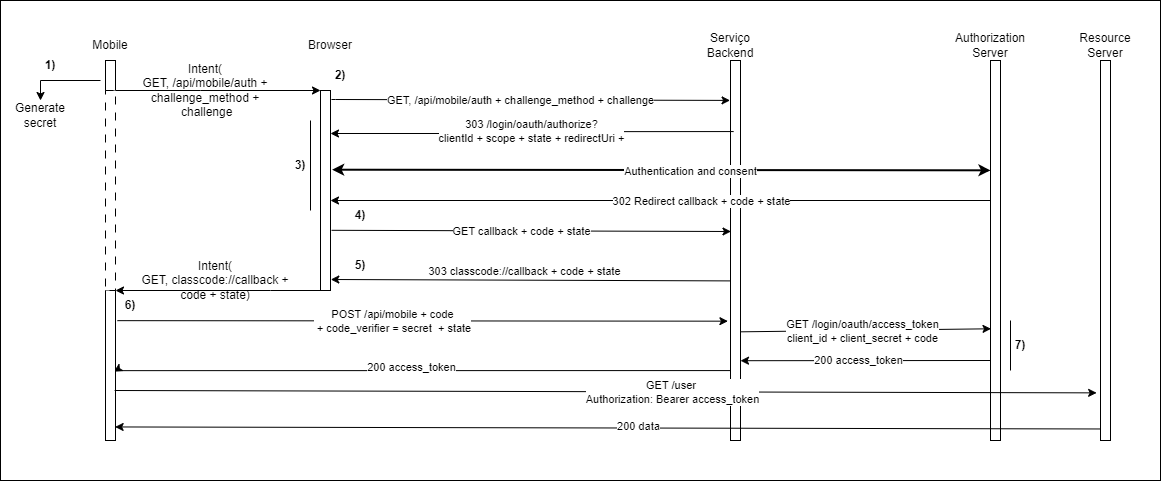 Mobile
Browser
Serviço
Backend
Authorization
Server
Resource
Server
1)
Generate
secret
Intent(
GET, /api/mobile/auth +
challenge_method +
challenge
2)
GET, /api/mobile/auth + challenge_method + challenge
303 /login/oauth/authorize?
clientId + scope + state + redirectUri +
3)
Authentication and consent
302 Redirect callback + code + state
4)
GET callback + code + state
5)
303 classcode://callback + code + state
Intent(
GET, classcode://callback +
code + state)
6)
POST /api/mobile + code
+ code_verifier = secret + state
GET /login/oauth/access_token
client_id + client_secret + code
7)
200 access_token
200 access_token
GET /user
Authorization: Bearer access_token
200 data